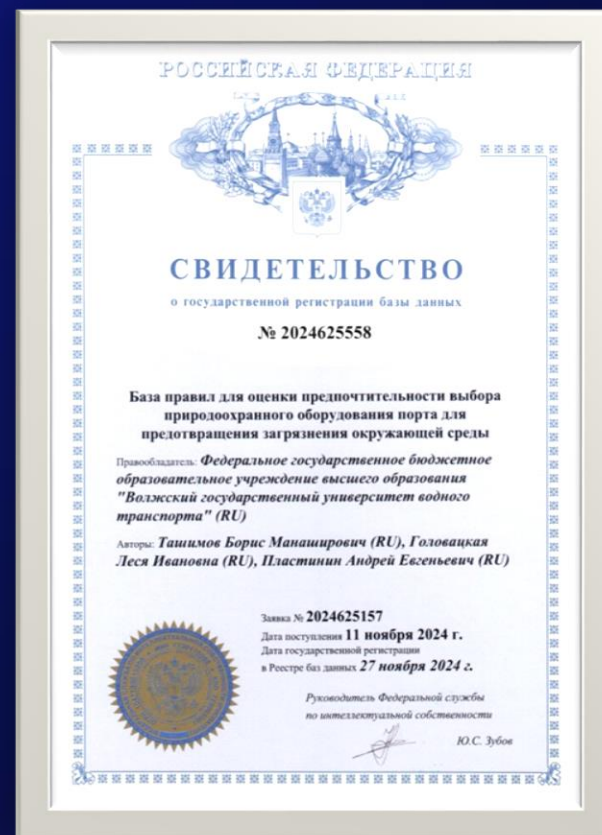 РОССИЙСКАЯ ФЕДЕРАЦИЯ
СВИДЕТЕЛЬСТВО
о государственной регистрации базы данных
№ 2024625558
База правил для оценки предпочтительности выбора
природоохранного оборудования порта для
предотвращения загрязнения окружающей среды
Правообладатель: Федеральное государственное бюджетное
образовательное учреждение высшего образования
"Волжский государственный университет водного
транспорта" (RU)
Авторы: Ташимов Борис Манаширович (RU), Головацкая
Леся Ивановна (RU), Пластинин Андрей Евгеньевич (RU)
Заявка № 2024625157
Дата поступления 11 ноября 2024 г.
Дата государственной регистрации
в Реестре баз данных 27 ноября 2024 г.
Руководитель Федеральной службы
по интеллектуальной собственности
Ю.С. Зубов